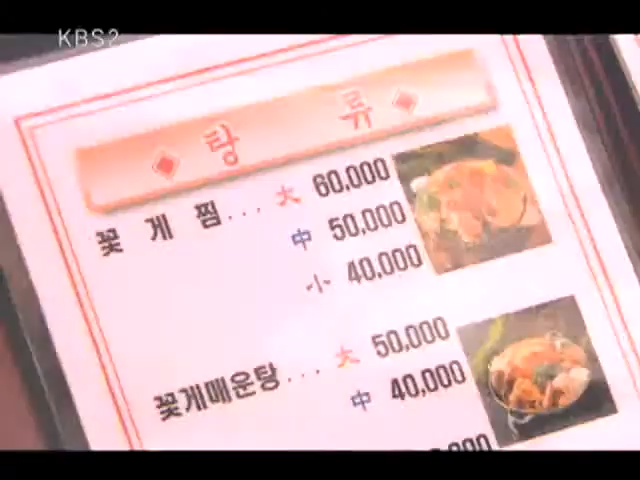 KBS2
탕 류
꽃 게 찜... 大 60,000
中 50,000
小 40,000
꽃게매운탕... 大 50,000
中 40,000